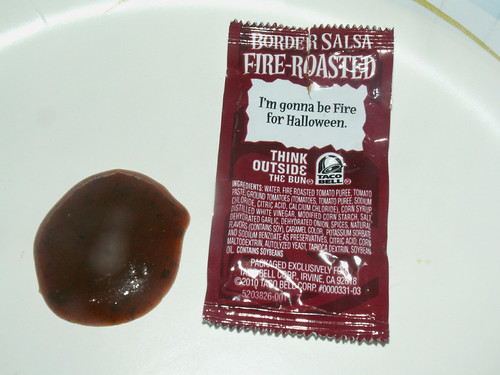 BORDER SALSA
FIRE-ROASTED
I'm gonna be Fire
for Halloween.
THINK
OUTSIDE
THE BUN®
TACO
BELL®
INGREDIENTS: WATER, FIRE ROASTED TOMATO PUREE, TOMATO
PASTE, GROUND TOMATOES (TOMATOES, TOMATO PUREE, SODIUM
CHLORIDE, CITRIC ACID, CALCIUM CHLORIDE), CORN SYRUP,
DISTILLED WHITE VINEGAR, MODIFIED CORN STARCH, SALT,
DEHYDRATED GARLIC, DEHYDRATED ONION, SPICES, NATURAL
FLAVORS (CONTAINS SOY), CARAMEL COLOR, POTASSIUM SORBATE
AND SODIUM BENZOATE AS PRESERVATIVES, CITRIC ACID, CORN
MALTODEXTRIN, AUTOLYZED YEAST, TAPIOCA DEXTRIN, SOYBEAN
OIL. CONTAINS SOYBEANS
PACKAGED EXCLUSIVELY FOR
TACO BELL CORP., IRVINE, CA 92618
©2010 TACO BELL CORP. #0000331-03
5203826-001